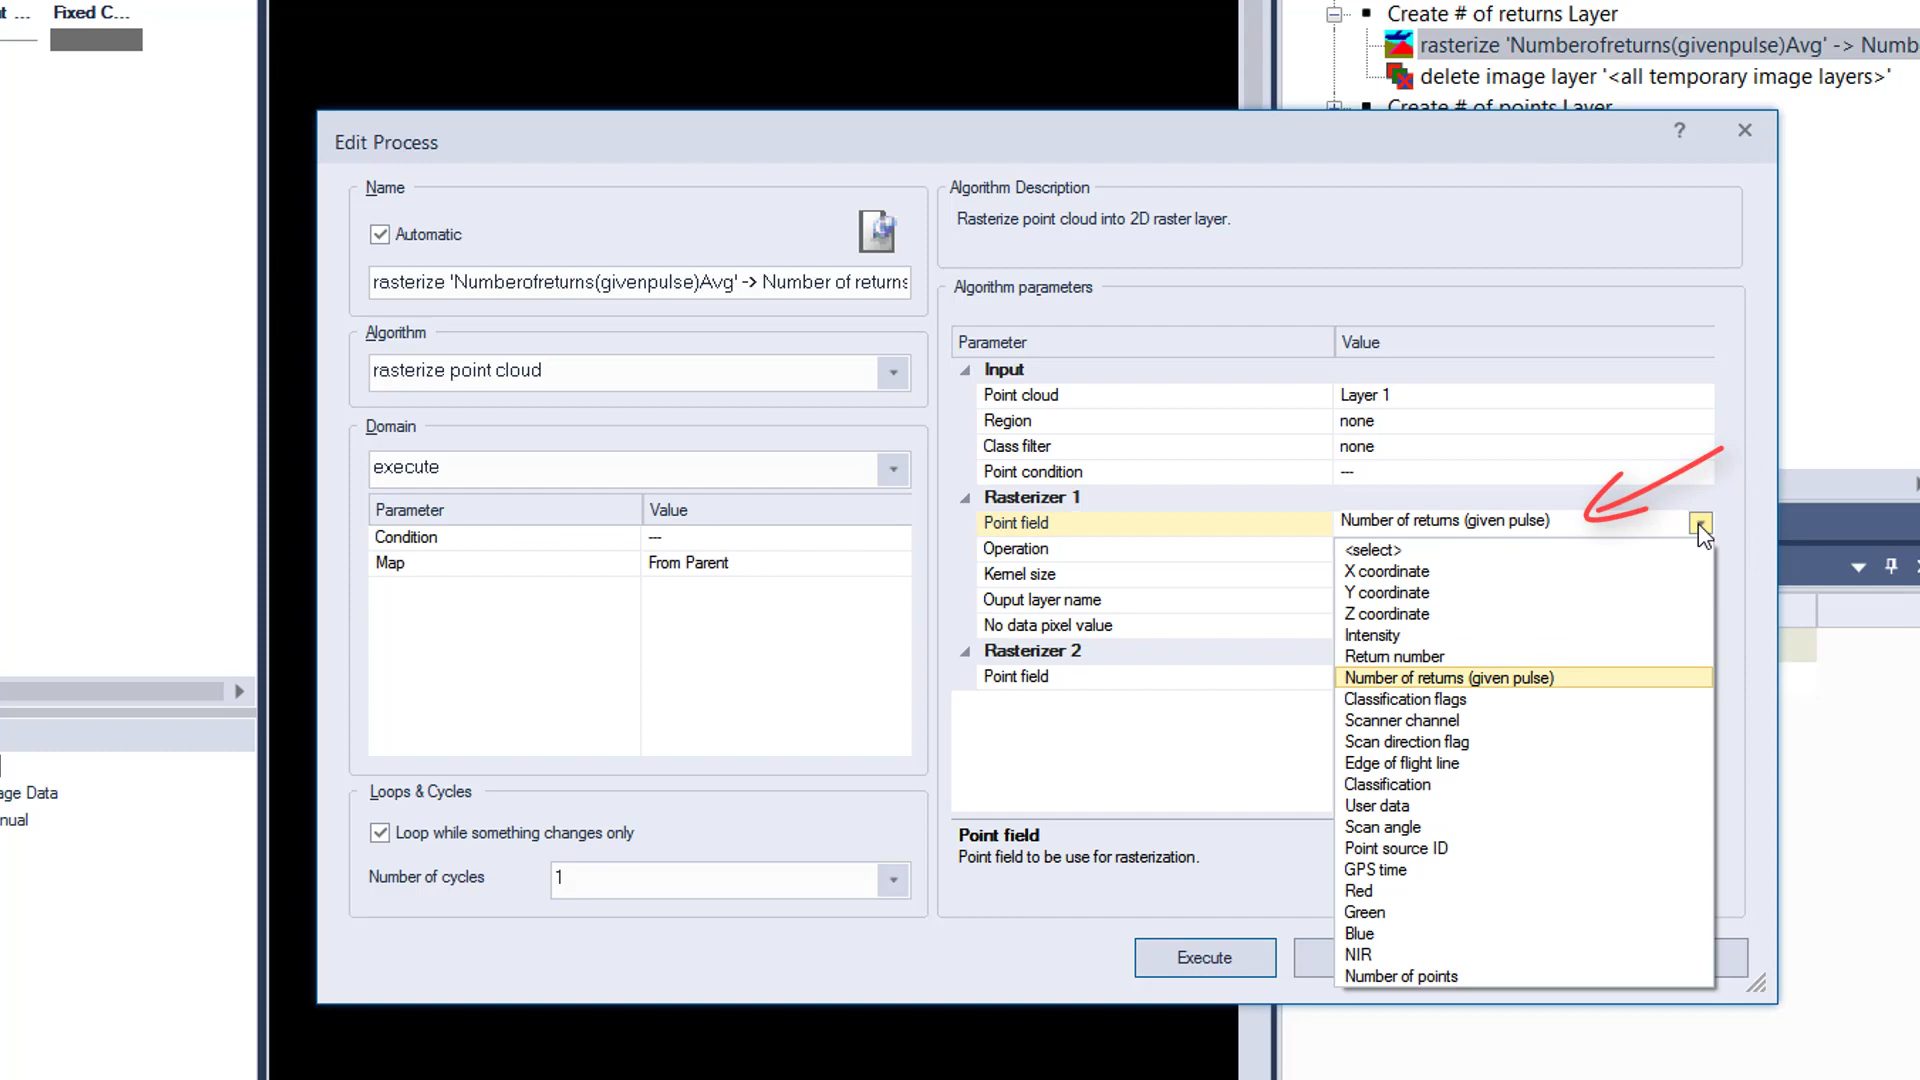 t ...
Fixed C...
Create # of returns Layer
rasterize 'Numberofreturns(givenpulse)Avg' -> Numb
delete image layer '<all temporary image layers>'
Create # of points Layer
Edit Process
?
Name
Automatic
rasterize 'Numberofreturns(givenpulse)Avg' -> Number of returns
Algorithm
rasterize point cloud
Domain
execute
Parameter Value
Condition ---
Map From Parent
Loops & Cycles
Loop while something changes only
Number of cycles 1
Algorithm Description
Rasterize point cloud into 2D raster layer.
Algorithm parameters
Parameter Value
Input
Point cloud Layer 1
Region none
Class filter none
Point condition ---
Rasterizer 1
Point field Number of returns (given pulse)
Operation
Kernel size
Ouput layer name
No data pixel value
Rasterizer 2
Point field
<select>
X coordinate
Y coordinate
Z coordinate
Intensity
Return number
Number of returns (given pulse)
Classification flags
Scanner channel
Scan direction flag
Edge of flight line
Classification
User data
Scan angle
Point source ID
GPS time
Red
Green
Blue
NIR
Number of points
Point field
Point field to be use for rasterization.
Execute
age Data
nual